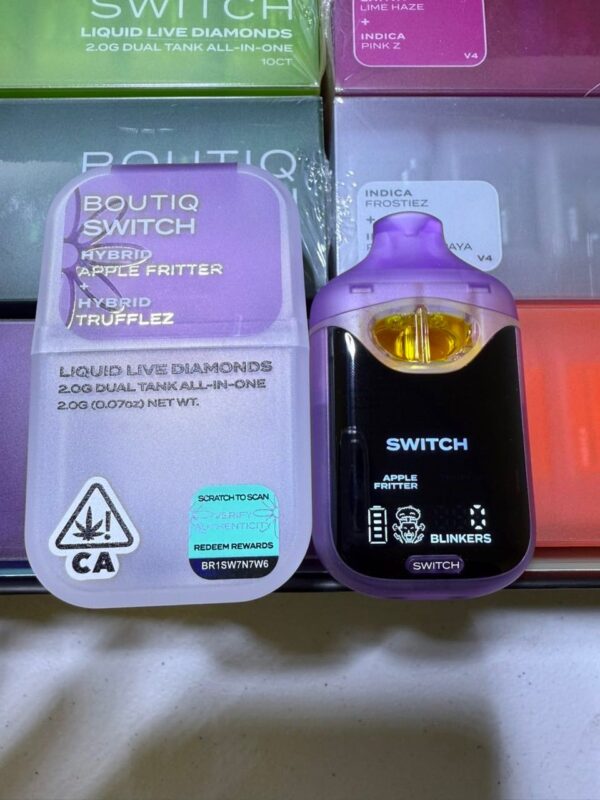 SWITCH
LIQUID LIVE DIAMONDS
2.0G DUAL TANK ALL-IN-ONE
10CT
LIME HAZE
+
INDICA
PINK Z
V4
BOUTIQ
INDICA
FROSTIEZ
+
AYA
V4
BOUTIQ
SWITCH
HYBRID
APPLE FRITTER
+
HYBRID
TRUFFLEZ
LIQUID LIVE DIAMONDS
2.0G DUAL TANK ALL-IN-ONE
2.0G (0.07oz) NET WT.
CA
SCRATCH TO SCAN
VERIFY
AUTHENTICITY
REDEEM REWARDS
BR1SW7N7W6
SWITCH
APPLE
FRITTER
0
BLINKERS
SWITCH